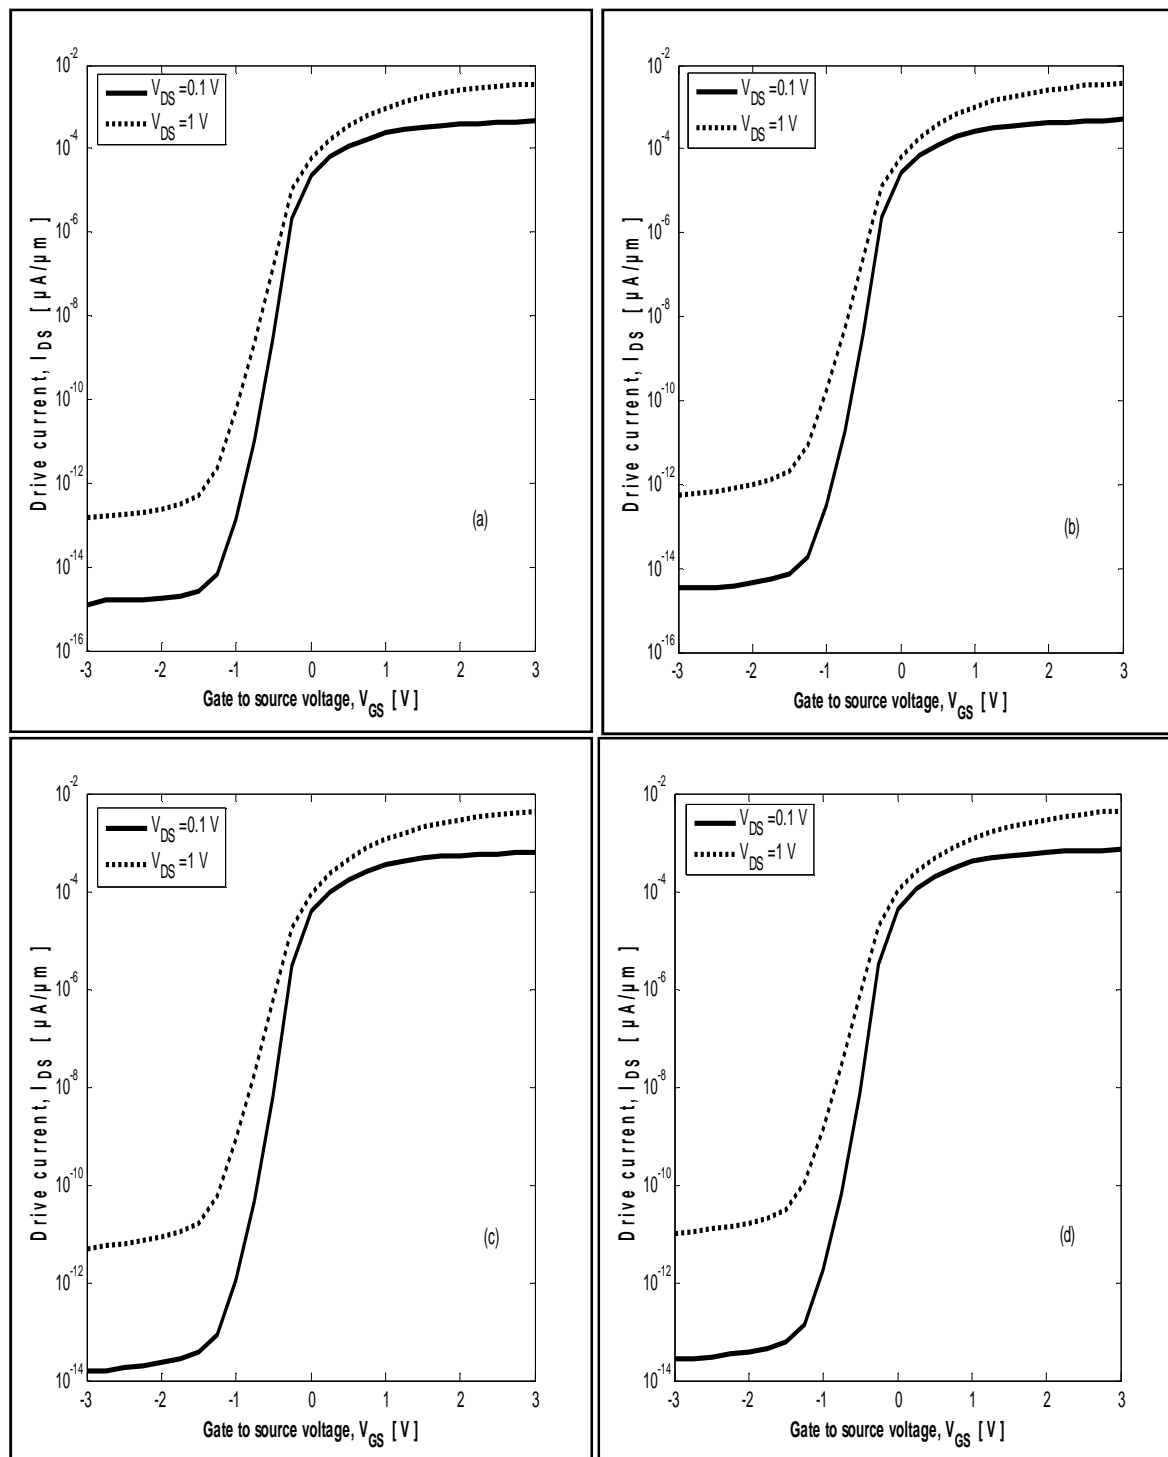 10^-2
V_DS =0.1 V
V_DS =1 V
10^-4
10^-6
10^-8
10^-10
10^-12
10^-14
10^-16
Drive current, I_DS [ µA/µm ]
(a)
-3 -2 -1 0 1 2 3
Gate to source voltage, V_GS [ V ]
10^-2
V_DS =0.1 V
V_DS =1 V
10^-4
10^-6
10^-8
10^-10
10^-12
10^-14
10^-16
Drive current, I_DS [ µA/µm ]
(b)
-3 -2 -1 0 1 2 3
Gate to source voltage, V_GS [ V ]
10^-2
V_DS =0.1 V
V_DS =1 V
10^-4
10^-6
10^-8
10^-10
10^-12
10^-14
Drive current, I_DS [ µA/µm ]
(c)
-3 -2 -1 0 1 2 3
Gate to source voltage, V_GS [ V ]
10^-2
V_DS =0.1 V
V_DS =1 V
10^-4
10^-6
10^-8
10^-10
10^-12
10^-14
Drive current, I_DS [ µA/µm ]
(d)
-3 -2 -1 0 1 2 3
Gate to source voltage, V_GS [ V ]